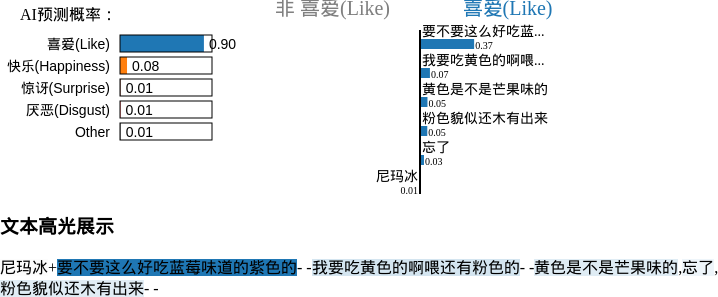 AI预测概率：
喜爱(Like) 0.90
快乐(Happiness) 0.08
惊讶(Surprise) 0.01
厌恶(Disgust) 0.01
Other 0.01
非 喜爱(Like) 喜爱(Like)
要不要这么好吃蓝...
0.37
我要吃黄色的啊喂...
0.07
黄色是不是芒果味的
0.05
粉色貌似还木有出来
0.05
忘了
0.03
尼玛冰
0.01
文本高光展示
尼玛冰+要不要这么好吃蓝莓味道的紫色的- -我要吃黄色的啊喂还有粉色的- -黄色是不是芒果味的,忘了,
粉色貌似还木有出来- -